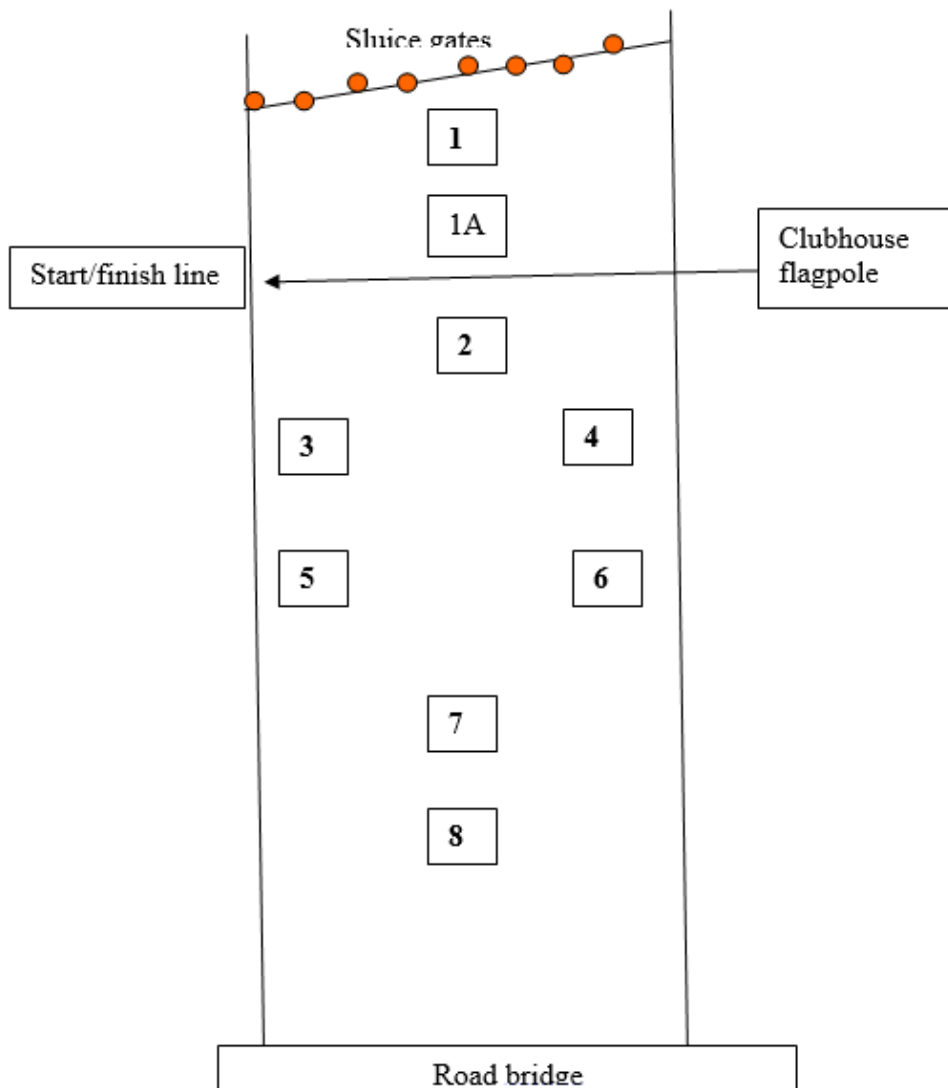 Sluice gates
1
1A
Clubhouse
flagpole
Start/finish line
2
3
4
5
6
7
8
Road bridge